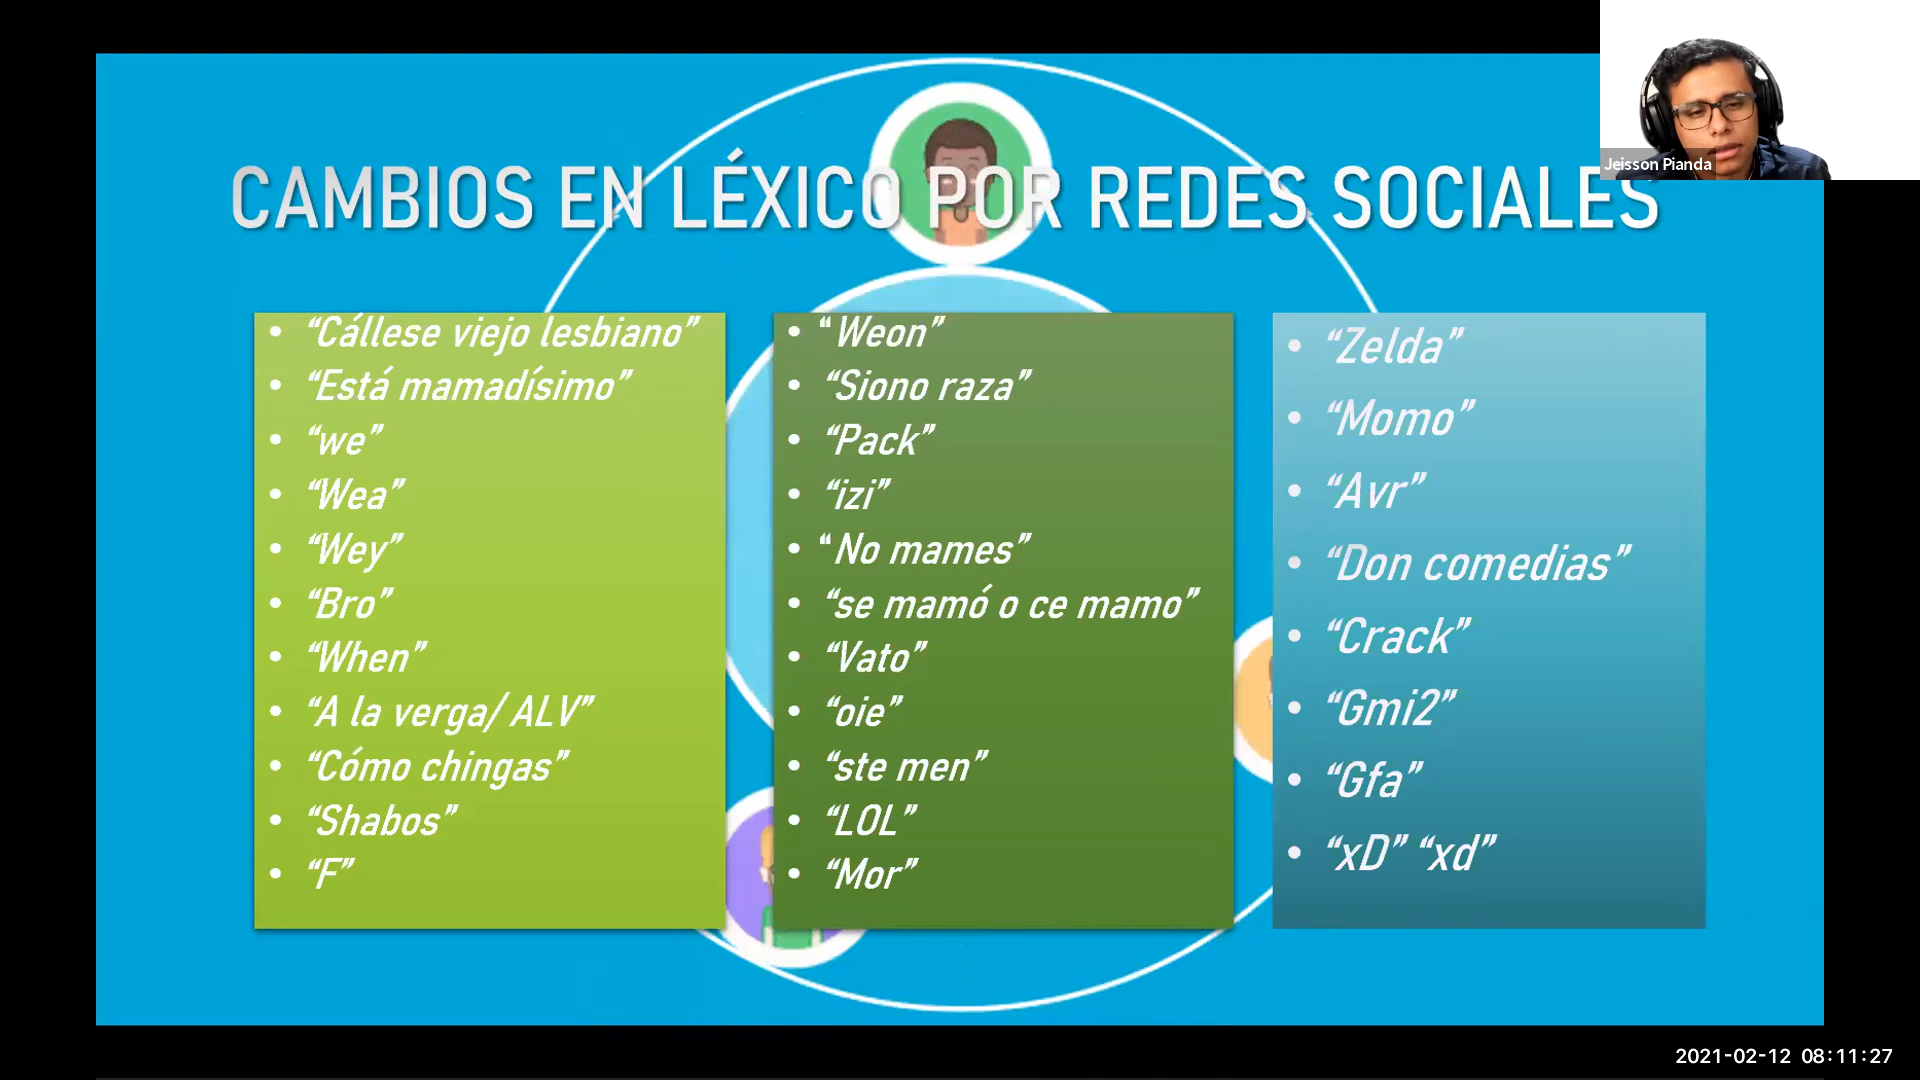 Jeisson Pianda
CAMBIOS EN LÉXICO POR REDES SOCIALES
• “Cállese viejo lesbiano”
• “Está mamadísimo”
• “we”
• “Wea”
• “Wey”
• “Bro”
• “When”
• “A la verga/ ALV”
• “Cómo chingas”
• “Shabos”
• “F”
• “Weon”
• “Siono raza”
• “Pack”
• “izi”
• “No mames”
• “se mamó o ce mamo”
• “Vato”
• “oie”
• “ste men”
• “LOL”
• “Mor”
• “Zelda”
• “Momo”
• “Avr”
• “Don comedias”
• “Crack”
• “Gmi2”
• “Gfa”
• “xD” “xd”
2021-02-12 08:11:27